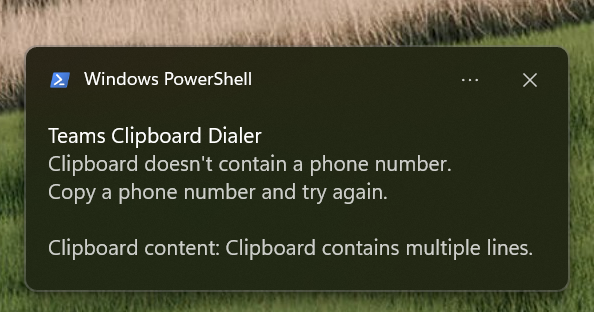 Windows PowerShell
Teams Clipboard Dialer
Clipboard doesn't contain a phone number.
Copy a phone number and try again.
Clipboard content: Clipboard contains multiple lines.